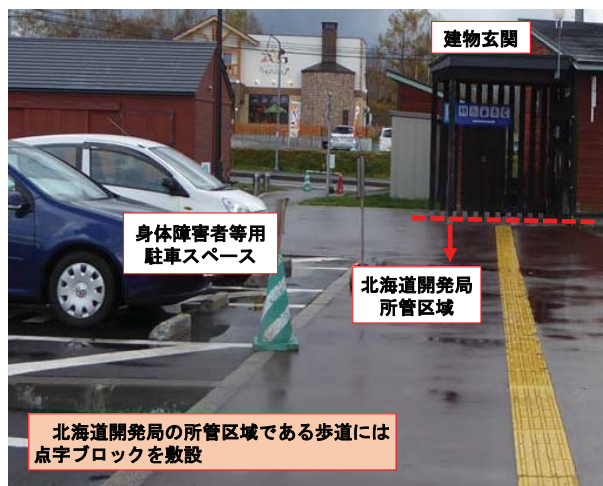 建物玄関
身体障害者等用
駐車スペース
北海道開発局
所管区域
北海道開発局の所管区域である歩道には
点字ブロックを敷設